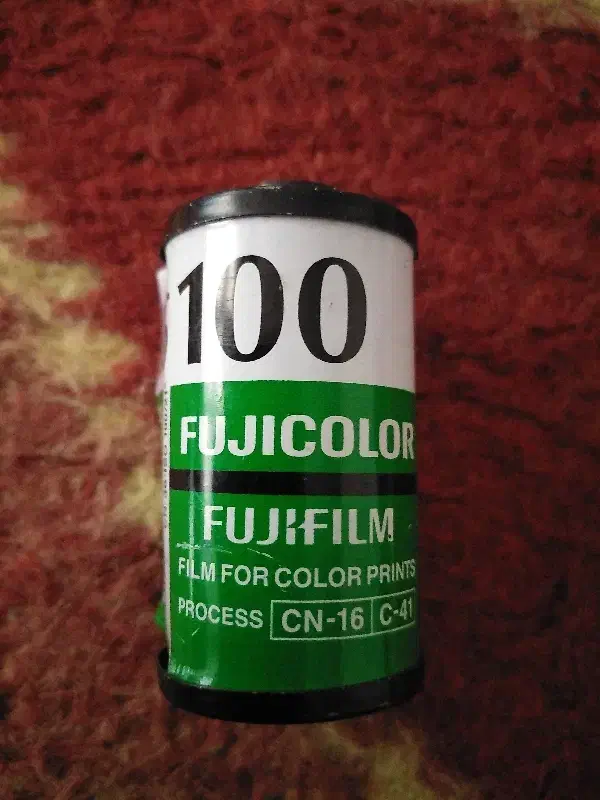 100
FUJICOLOR
FUJIFILM
FILM FOR COLOR PRINTS
PROCESS CN-16 C-41